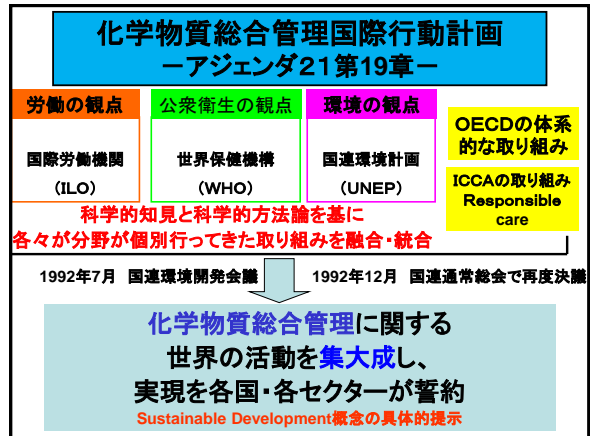 化学物質総合管理国際行動計画
－アジェンダ２１第19章－
労働の観点
公衆衛生の観点
環境の観点
国際労働機関
（ILO）
世界保健機構
（WHO）
国連環境計画
（UNEP）
OECDの体系
的な取り組み
ICCAの取り組み
Responsible
care
科学的知見と科学的方法論を基に
各々が分野が個別行ってきた取り組みを融合・統合
1992年7月　国連環境開発会議
1992年12月　国連通常総会で再度決議
化学物質総合管理に関する
世界の活動を集大成し、
実現を各国・各セクターが誓約
Sustainable Development概念の具体的提示